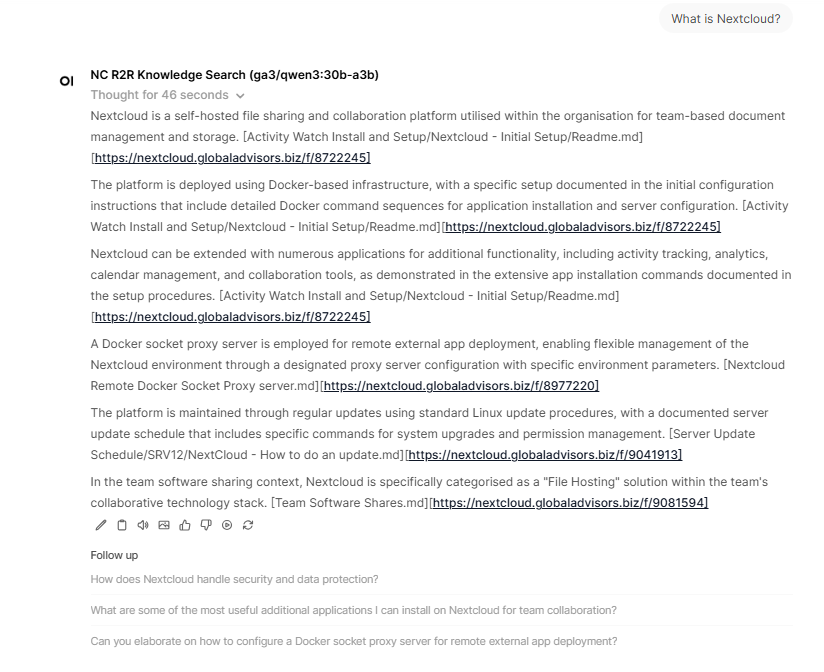 What is Nextcloud?
OI
NC R2R Knowledge Search (ga3/qwen3:30b-a3b)
Thought for 46 seconds
Nextcloud is a self-hosted file sharing and collaboration platform utilised within the organisation for team-based document
management and storage. [Activity Watch Install and Setup/Nextcloud - Initial Setup/Readme.md]
[https://nextcloud.globaladvisors.biz/f/8722245]
The platform is deployed using Docker-based infrastructure, with a specific setup documented in the initial configuration
instructions that include detailed Docker command sequences for application installation and server configuration. [Activity
Watch Install and Setup/Nextcloud - Initial Setup/Readme.md][https://nextcloud.globaladvisors.biz/f/8722245]
Nextcloud can be extended with numerous applications for additional functionality, including activity tracking, analytics,
calendar management, and collaboration tools, as demonstrated in the extensive app installation commands documented in
the setup procedures. [Activity Watch Install and Setup/Nextcloud - Initial Setup/Readme.md]
[https://nextcloud.globaladvisors.biz/f/8722245]
A Docker socket proxy server is employed for remote external app deployment, enabling flexible management of the
Nextcloud environment through a designated proxy server configuration with specific environment parameters. [Nextcloud
Remote Docker Socket Proxy server.md][https://nextcloud.globaladvisors.biz/f/8977220]
The platform is maintained through regular updates using standard Linux update procedures, with a documented server
update schedule that includes specific commands for system upgrades and permission management. [Server Update
Schedule/SRV12/NextCloud - How to do an update.md][https://nextcloud.globaladvisors.biz/f/9041913]
In the team software sharing context, Nextcloud is specifically categorised as a "File Hosting" solution within the team's
collaborative technology stack. [Team Software Shares.md][https://nextcloud.globaladvisors.biz/f/9081594]
Follow up
How does Nextcloud handle security and data protection?
What are some of the most useful additional applications I can install on Nextcloud for team collaboration?
Can you elaborate on how to configure a Docker socket proxy server for remote external app deployment?